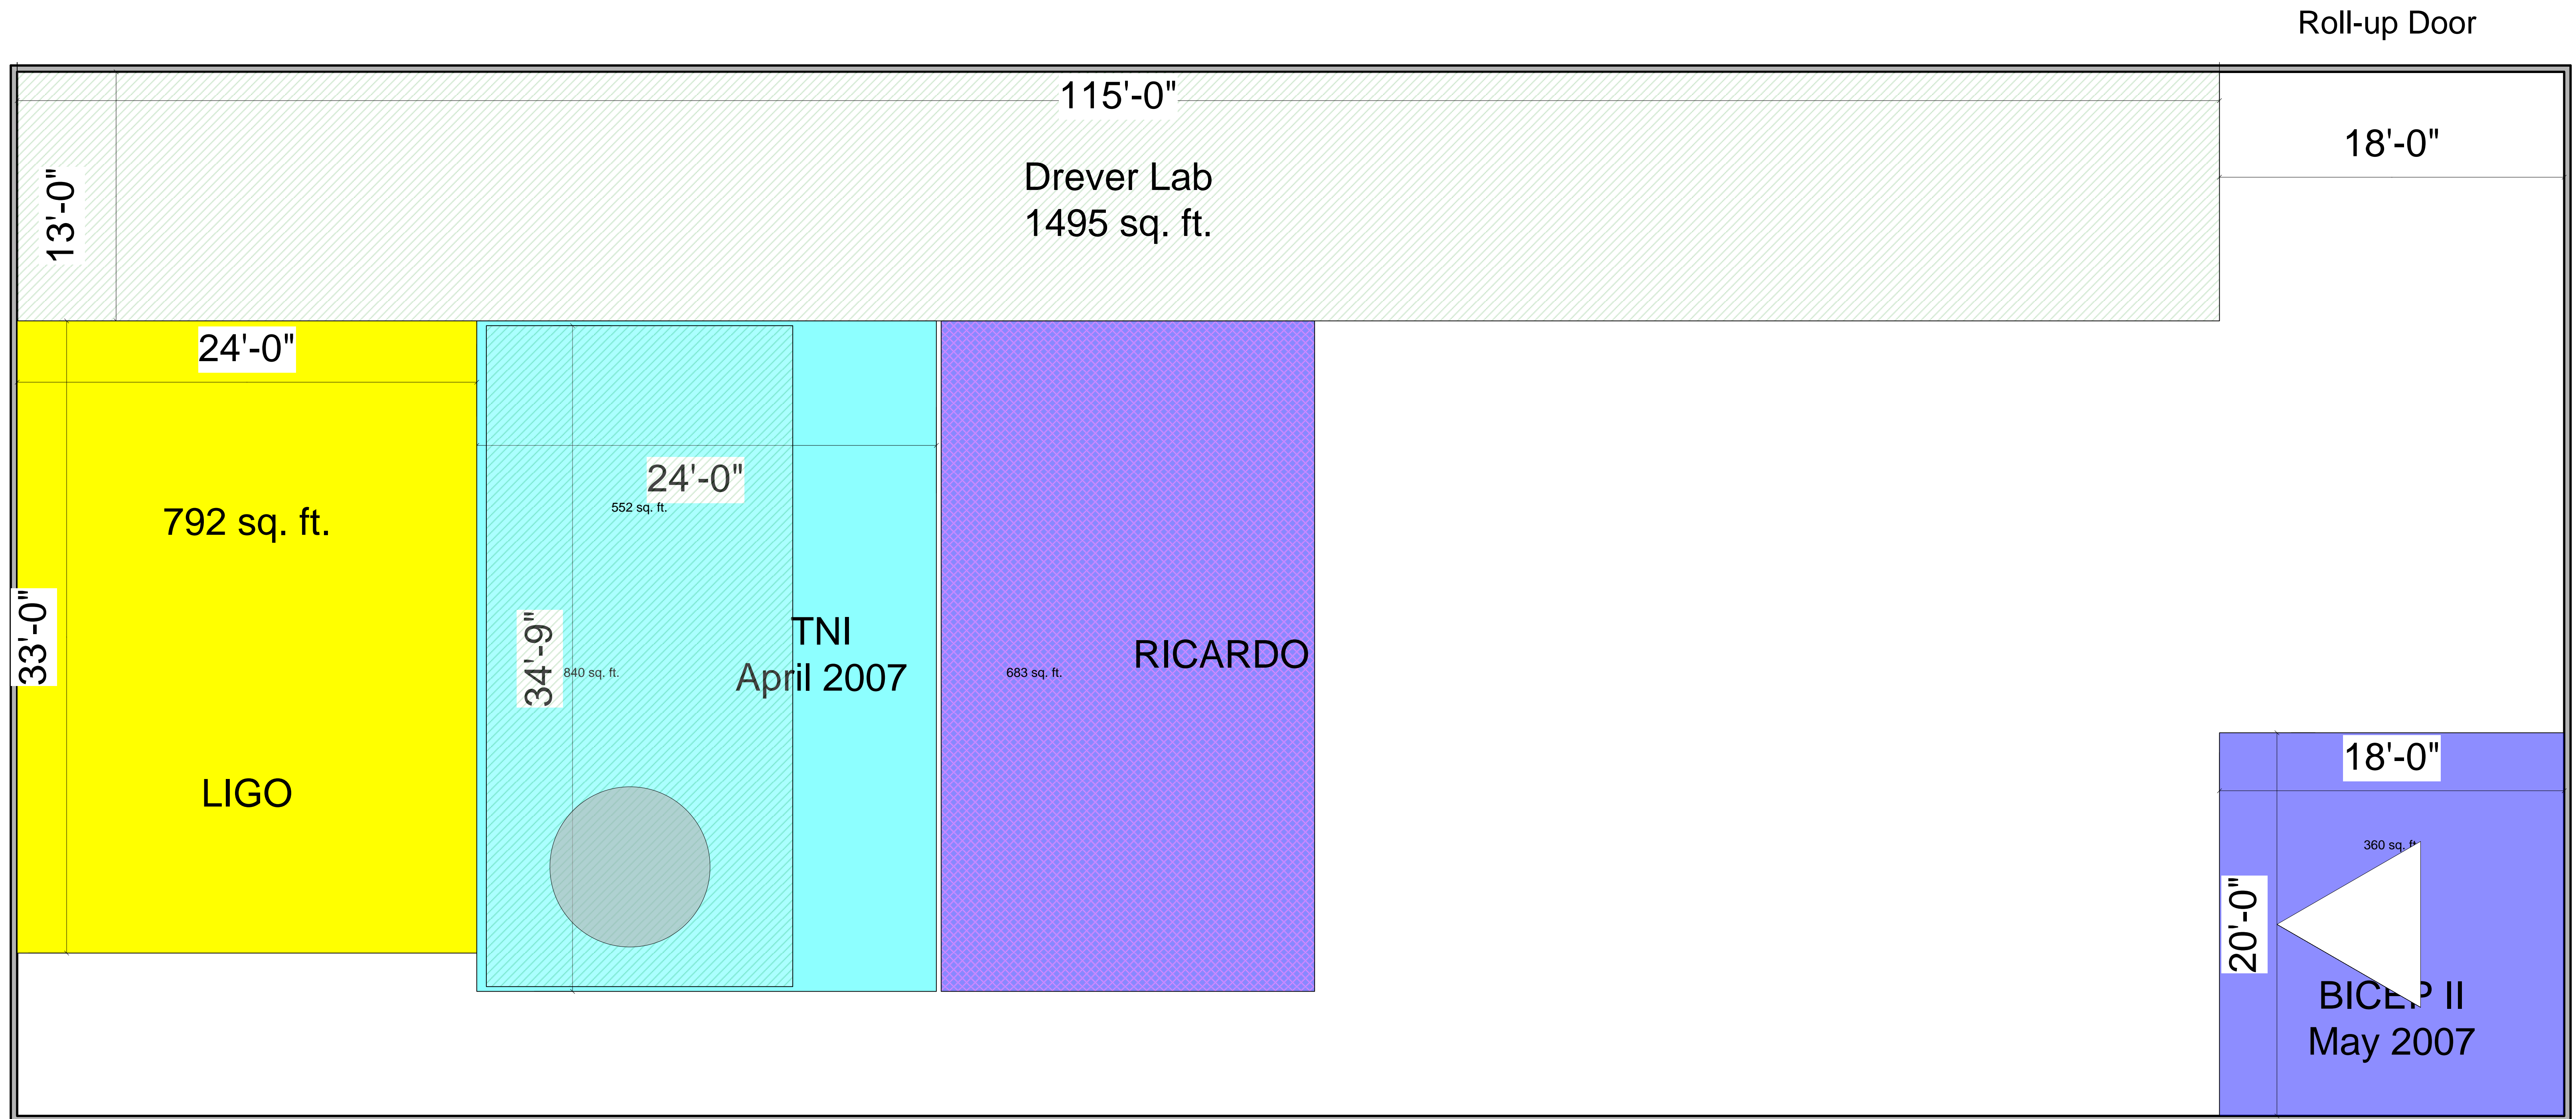 Roll-up Door
115'-0"
18'-0"
13'-0"
Drever Lab
1495 sq. ft.
24'-0"
24'-0"
552 sq. ft.
792 sq. ft.
33'-0"
34'-9"
840 sq. ft.
TNI
April 2007
RICARDO
683 sq. ft.
LIGO
18'-0"
360 sq. ft.
20'-0"
BICEP II
May 2007